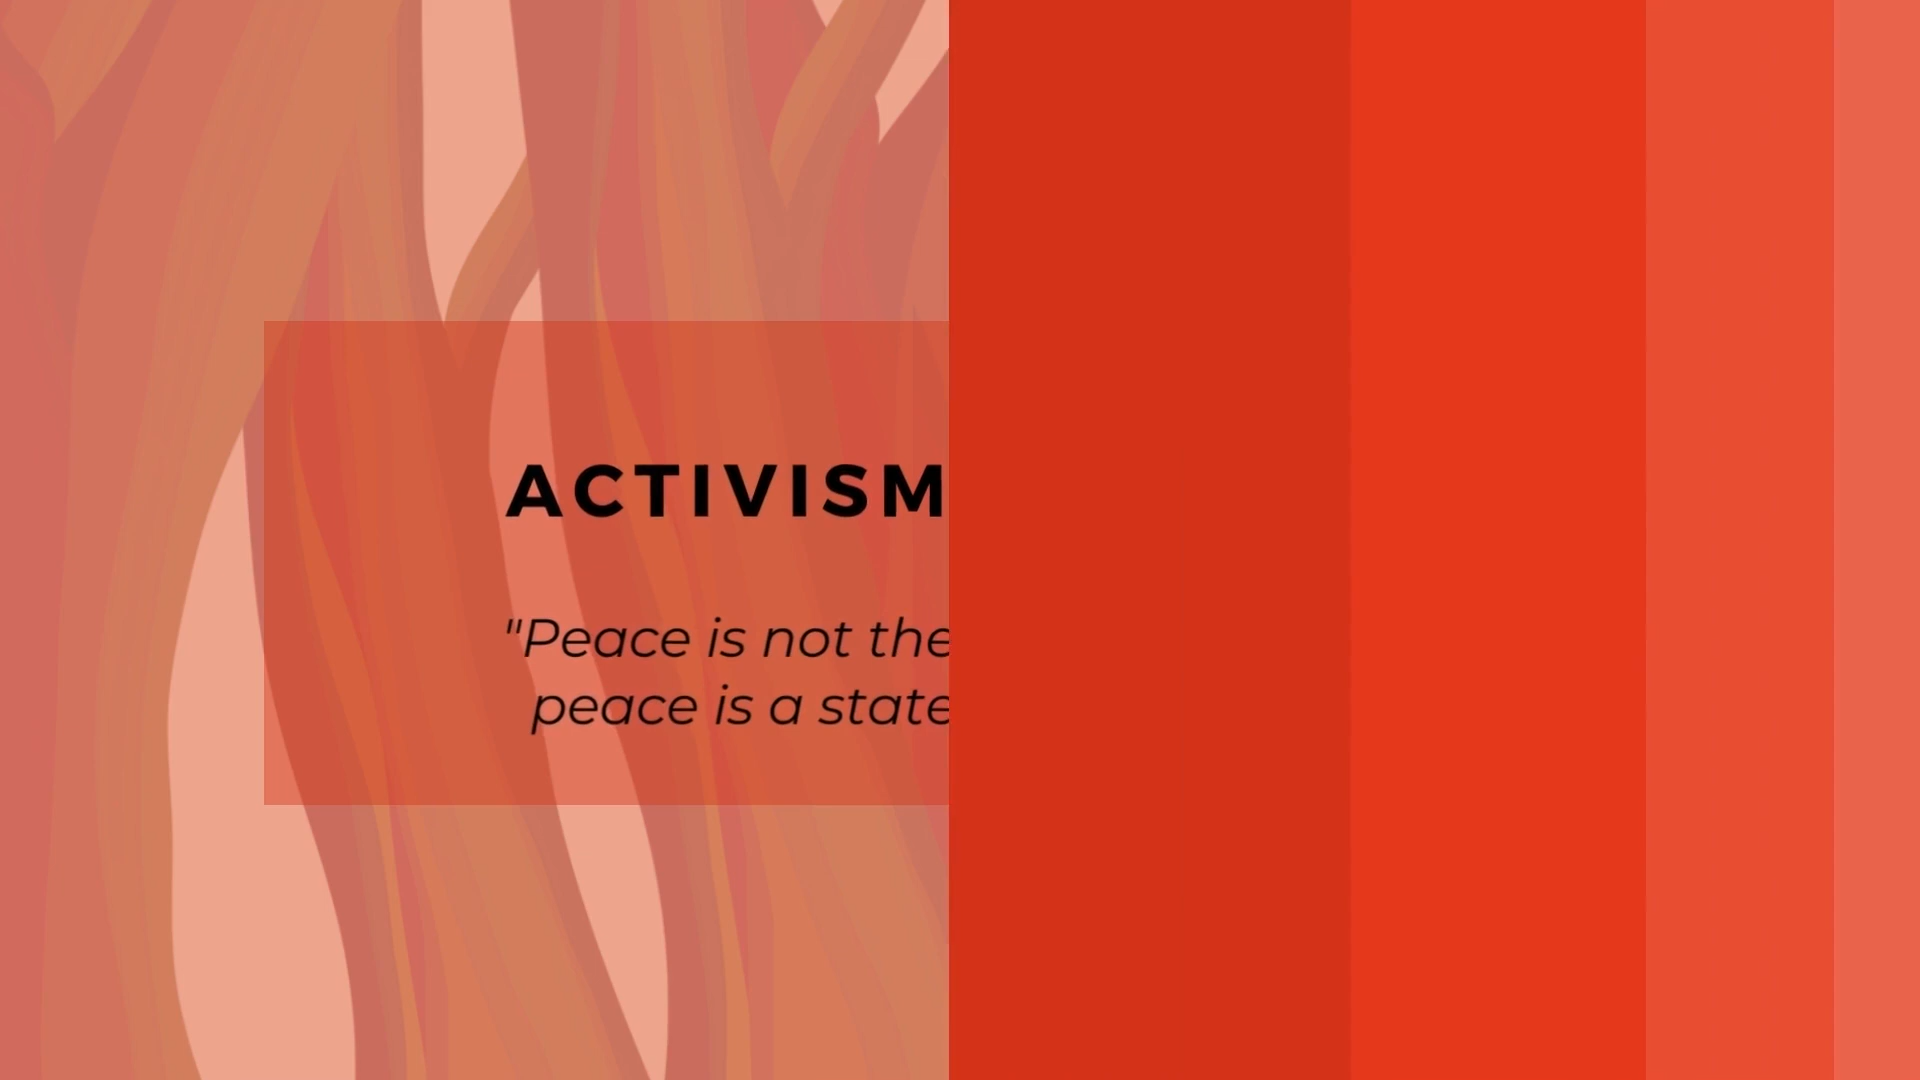 ACTIVISM
"Peace is not the
peace is a state